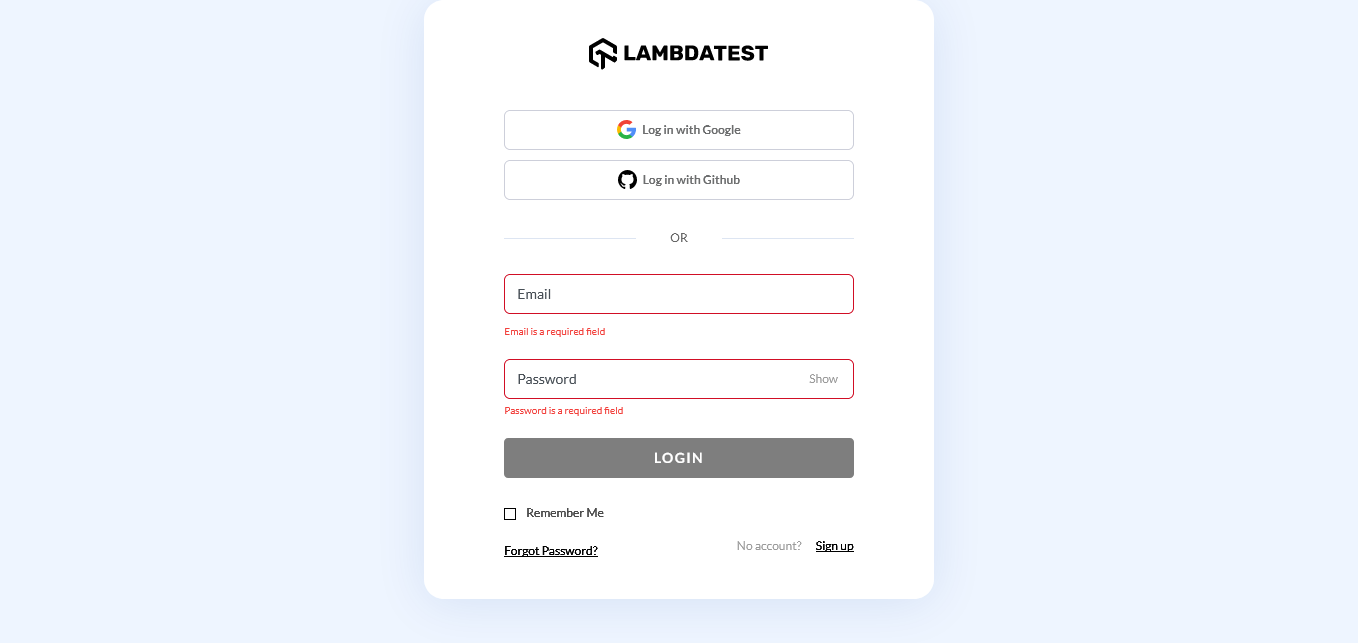 LAMBDATEST
Log in with Google
Log in with Github
OR
Email
Email is a required field
Password Show
Password is a required field
LOGIN
Remember Me
Forgot Password? No account? Sign up